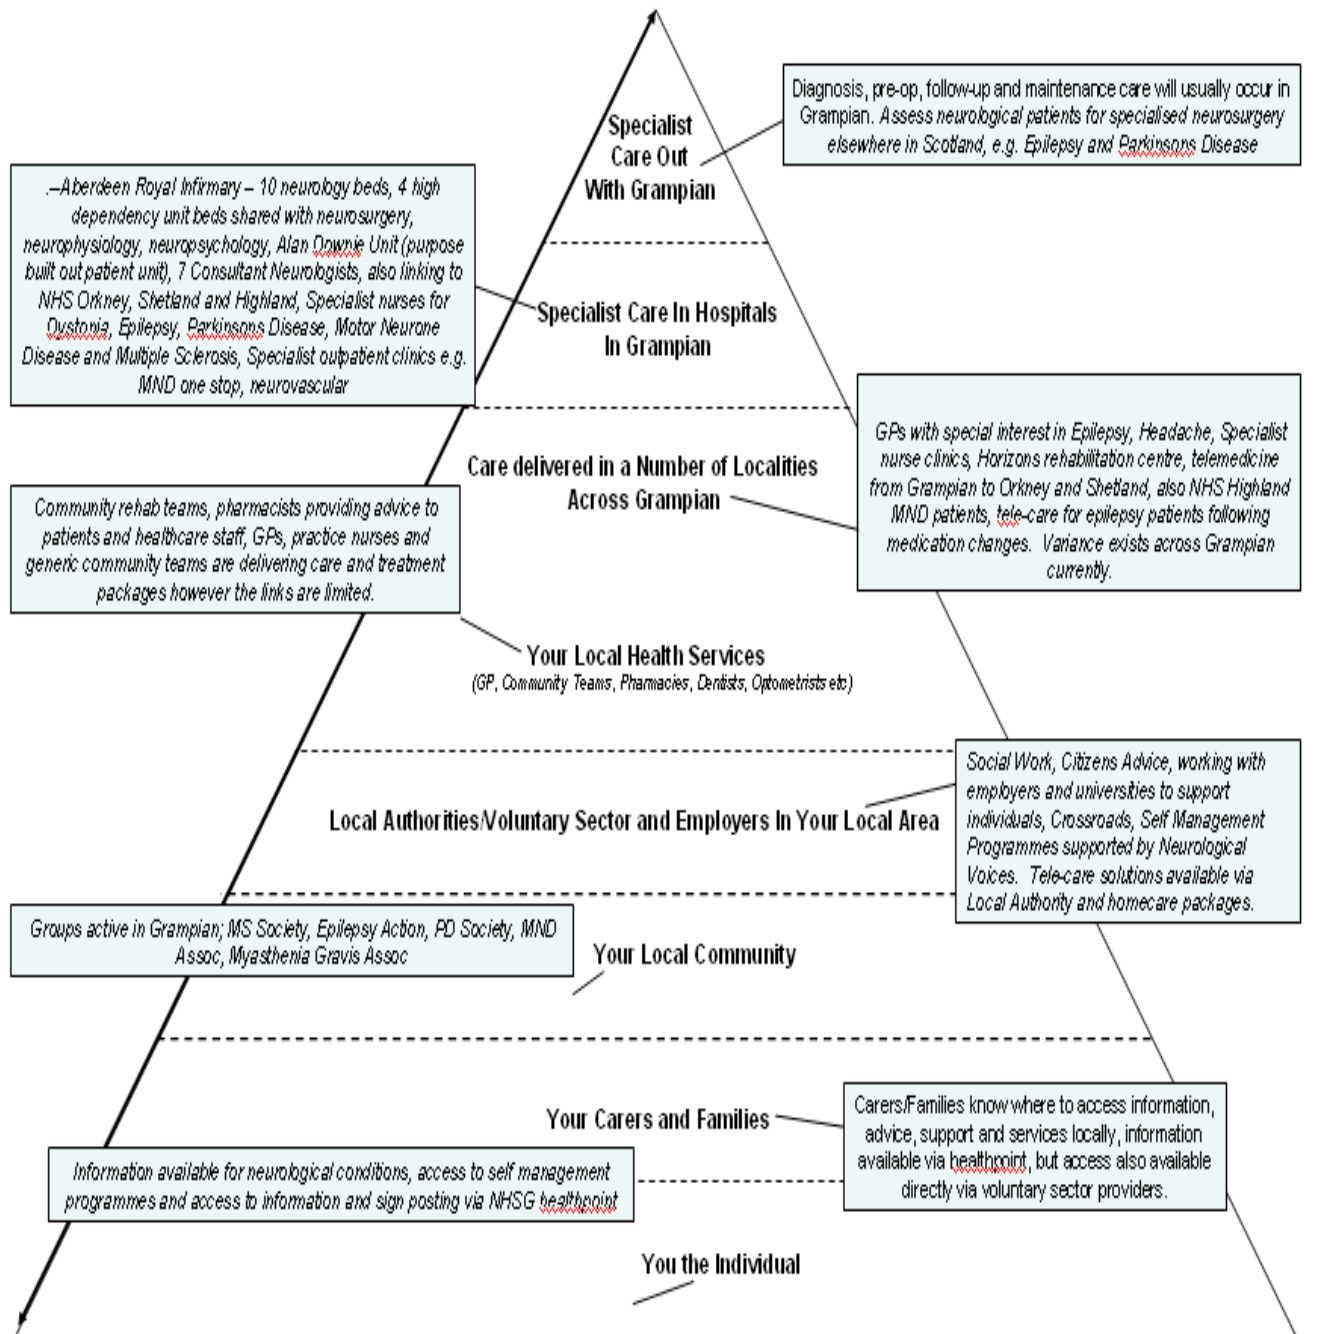 Specialist
Care Out
With Grampian
Diagnosis, pre-op, follow-up and maintenance care will usually occur in
Grampian. Assess neurological patients for specialised neurosurgery
elsewhere in Scotland, e.g. Epilepsy and Parkinsons Disease
.–Aberdeen Royal Infirmary – 10 neurology beds, 4 high
dependency unit beds shared with neurosurgery,
neurophysiology, neuropsychology, Alan Downie Unit (purpose
built out patient unit), 7 Consultant Neurologists, also linking to
NHS Orkney, Shetland and Highland, Specialist nurses for
Dystonia, Epilepsy, Parkinsons Disease, Motor Neurone
Disease and Multiple Sclerosis, Specialist outpatient clinics e.g.
MND one stop, neurovascular
Specialist Care In Hospitals
In Grampian
Care delivered in a Number of Localities
Across Grampian
GPs with special interest in Epilepsy, Headache, Specialist
nurse clinics, Horizons rehabilitation centre, telemedicine
from Grampian to Orkney and Shetland, also NHS Highland
MND patients, tele-care for epilepsy patients following
medication changes.  Variance exists across Grampian
currently.
Community rehab teams, pharmacists providing advice to
patients and healthcare staff, GPs, practice nurses and
generic community teams are delivering care and treatment
packages however the links are limited.
Your Local Health Services
(GP, Community Teams, Pharmacies, Dentists, Optometrists etc)
Local Authorities/Voluntary Sector and Employers In Your Local Area
Social Work, Citizens Advice, working with
employers and universities to support
individuals, Crossroads, Self Management
Programmes supported by Neurological
Voices.  Tele-care solutions available via
Local Authority and homecare packages.
Groups active in Grampian; MS Society, Epilepsy Action, PD Society, MND
Assoc, Myasthenia Gravis Assoc
Your Local Community
Your Carers and Families
Carers/Families know where to access information,
advice, support and services locally, information
available via healthpoint, but access also available
directly via voluntary sector providers.
Information available for neurological conditions, access to self management
programmes and access to information and sign posting via NHSG healthpoint
You the Individual